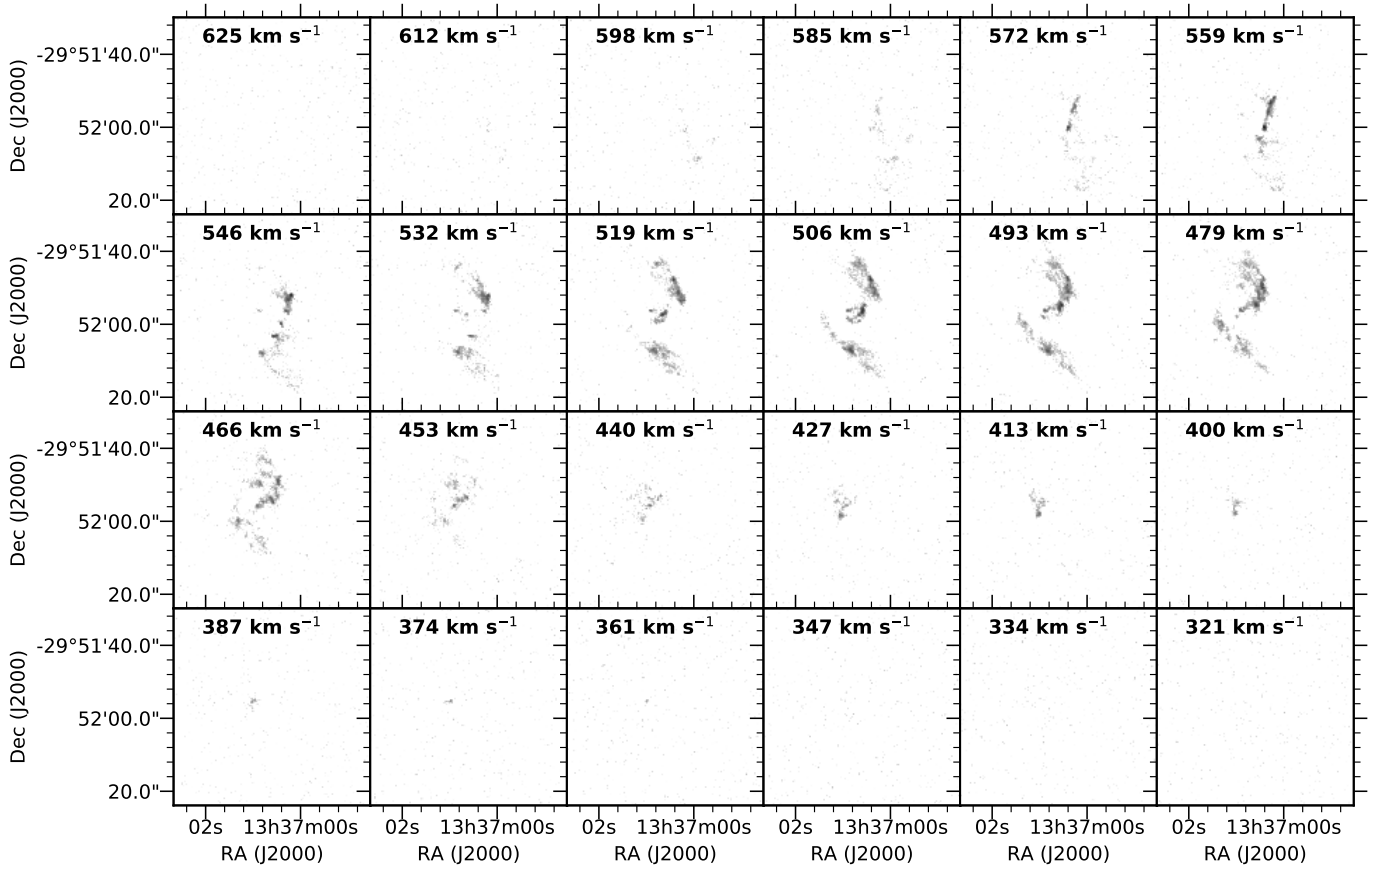 625 km s⁻¹ 612 km s⁻¹ 598 km s⁻¹ 585 km s⁻¹ 572 km s⁻¹ 559 km s⁻¹
-29°51'40.0"
Dec (J2000)
52'00.0"
20.0"
546 km s⁻¹ 532 km s⁻¹ 519 km s⁻¹ 506 km s⁻¹ 493 km s⁻¹ 479 km s⁻¹
-29°51'40.0"
Dec (J2000)
52'00.0"
20.0"
466 km s⁻¹ 453 km s⁻¹ 440 km s⁻¹ 427 km s⁻¹ 413 km s⁻¹ 400 km s⁻¹
-29°51'40.0"
Dec (J2000)
52'00.0"
20.0"
387 km s⁻¹ 374 km s⁻¹ 361 km s⁻¹ 347 km s⁻¹ 334 km s⁻¹ 321 km s⁻¹
-29°51'40.0"
Dec (J2000)
52'00.0"
20.0"
02s 13h37m00s 02s 13h37m00s 02s 13h37m00s 02s 13h37m00s 02s 13h37m00s 02s 13h37m00s
RA (J2000) RA (J2000) RA (J2000) RA (J2000) RA (J2000) RA (J2000)